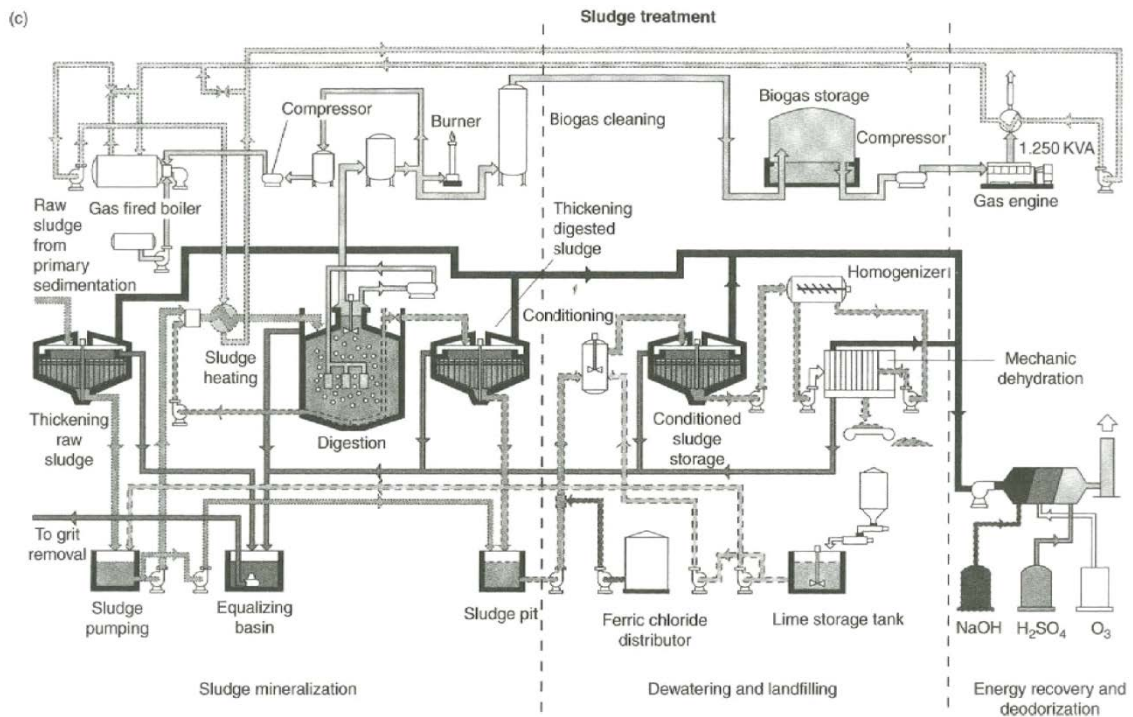 (c)
Sludge treatment
Compressor
Burner
Biogas cleaning
Biogas storage
Compressor
1.250 KVA
Gas engine
Gas fired boiler
Raw
sludge
from
primary
sedimentation
Thickening
digested
sludge
Homogenizer
Conditioning
Sludge
heating
Mechanic
dehydration
Thickening
raw
sludge
Digestion
Conditioned
sludge
storage
To grit
removal
Sludge
pumping
Equalizing
basin
Sludge pit
Ferric chloride
distributor
Lime storage tank
NaOH
H₂SO₄
O₃
Sludge mineralization
Dewatering and landfilling
Energy recovery and
deodorization